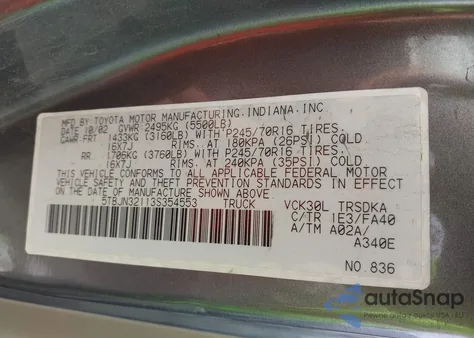 MFD BY: TOYOTA MOTOR MANUFACTURING, INDIANA, INC.
DATE: 10/02 GVWR: 2495KG (5500LB)
GAWR-FRT 1433KG (3160LB) WITH P245/70R16 TIRES,
16X7J RIMS, AT 180KPA (26PSI) COLD
RR. 1706KG (3760LB) WITH P245/70R16 TIRES,
16X7J RIMS, AT 240KPA (35PSI) COLD
THIS VEHICLE CONFORMS TO ALL APPLICABLE FEDERAL MOTOR
VEHICLE SAFETY AND THEFT PREVENTION STANDARDS IN EFFECT
ON THE DATE OF MANUFACTURE SHOWN ABOVE.
5TBJN32113S354553 TRUCK VCK30L TRSDKA
C/TR 1E3/FA40
A/TM A02A/
A340E
NO. 836
autoSnap